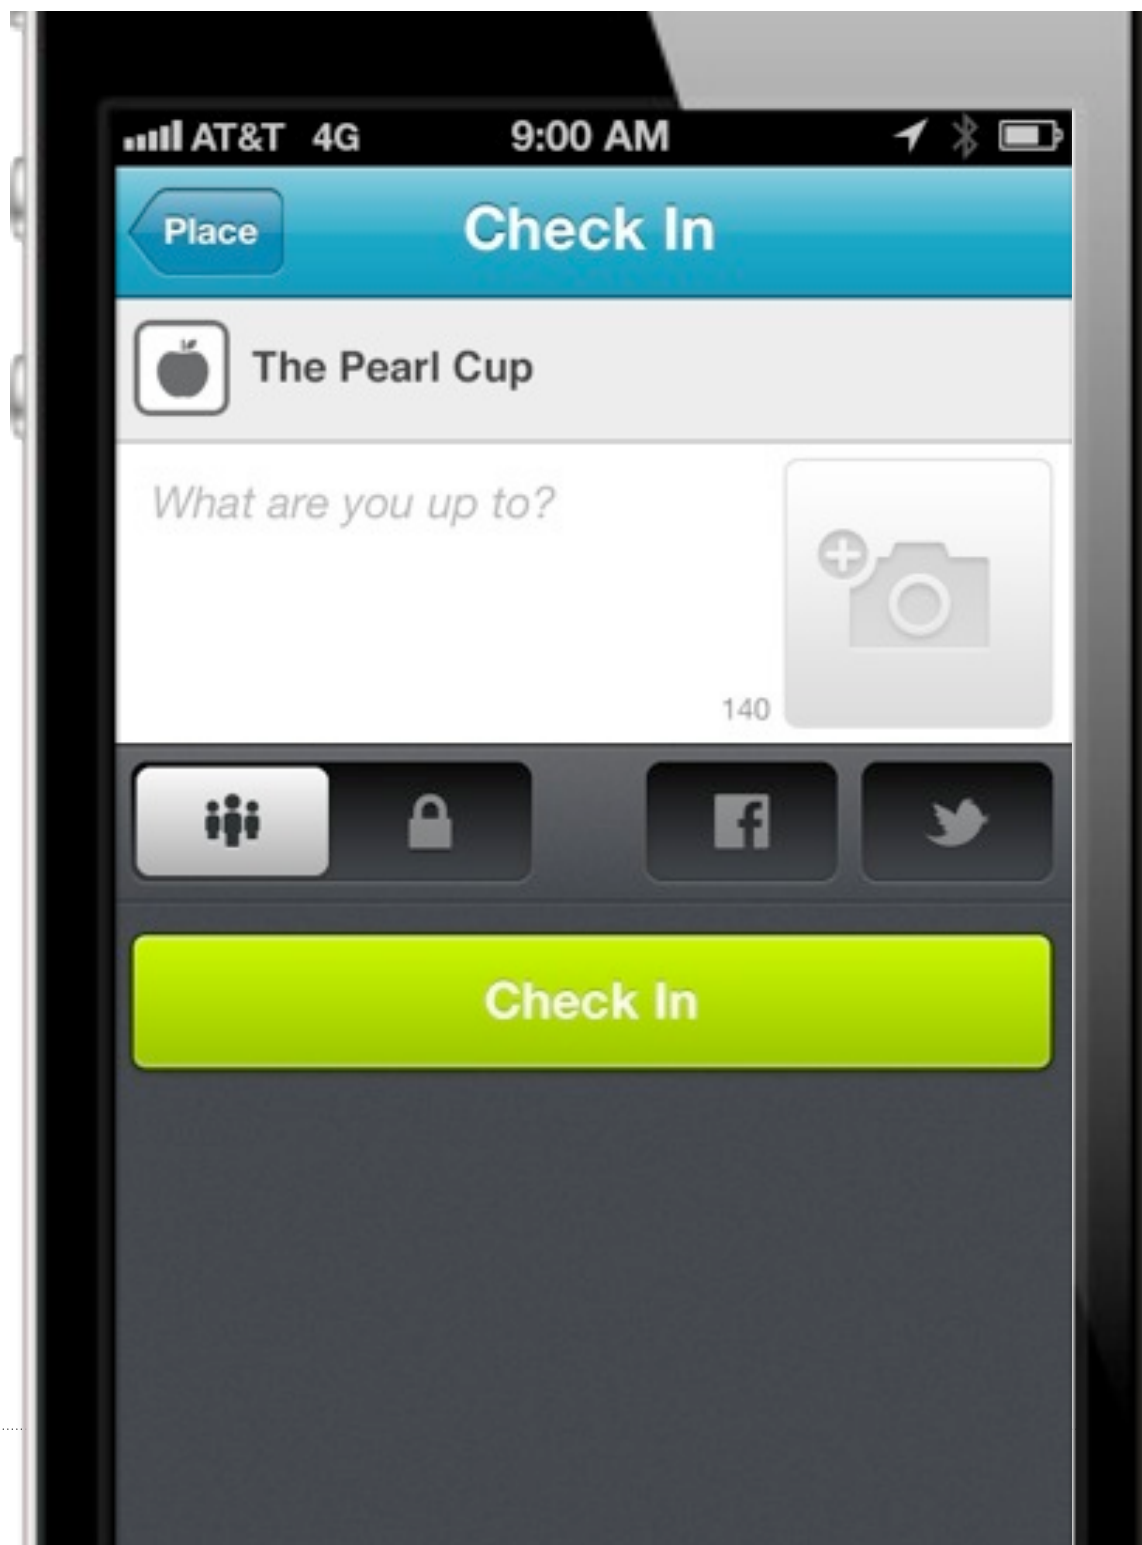 AT&T 4G 9:00 AM
Place Check In
The Pearl Cup
What are you up to?
140
Check In